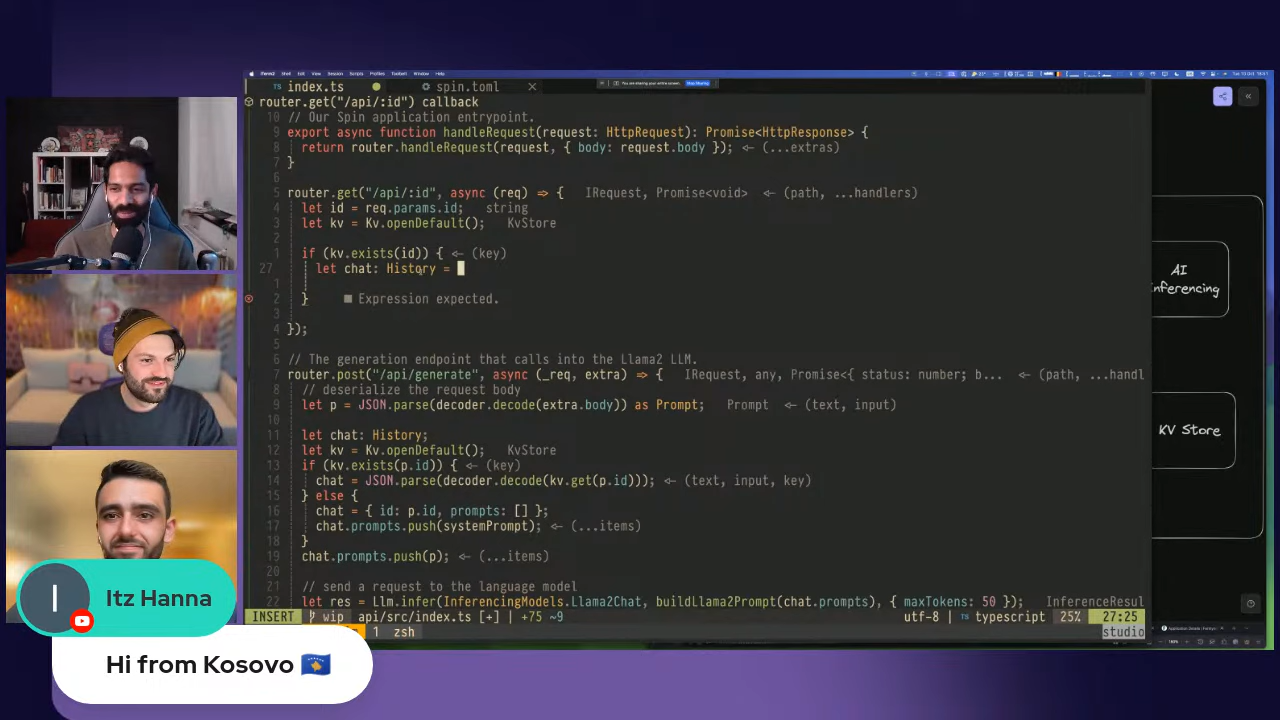 index.ts
spin.toml
router.get("/api/:id") callback
10 // Our Spin application entrypoint.
9 export async function handleRequest(request: HttpRequest): Promise<HttpResponse> {
8 return router.handleRequest(request, { body: request.body }); <- (...extras)
7 }
6
5 router.get("/api/:id", async (req) => { IRequest, Promise<void> <- (path, ...handlers)
4 let id = req.params.id; string
3 let kv = Kv.openDefault(); KvStore
2
1 if (kv.exists(id)) { <- (key)
27 let chat: History =
1
2 } ■ Expression expected.
3
4 });
5
6 // The generation endpoint that calls into the Llama2 LLM.
7 router.post("/api/generate", async (_req, extra) => { IRequest, any, Promise<{ status: number; b... <- (path, ...handl
8 // deserialize the request body
9 let p = JSON.parse(decoder.decode(extra.body)) as Prompt; Prompt <- (text, input)
10
11 let chat: History;
12 let kv = Kv.openDefault(); KvStore
13 if (kv.exists(p.id)) { <- (key)
14 chat = JSON.parse(decoder.decode(kv.get(p.id))); <- (text, input, key)
15 } else {
16 chat = { id: p.id, prompts: [] };
17 chat.prompts.push(systemPrompt); <- (...items)
18 }
19 chat.prompts.push(p); <- (...items)
20
21 // send a request to the language model
22 let res = Llm.infer(InferencingModels.Llama2Chat, buildLlama2Prompt(chat.prompts), { maxTokens: 50 }); InferenceResul
INSERT wip api/src/index.ts [+] | +75 ~9 utf-8 | TS typescript 25% 27:25
1 zsh
studio
AI
Inferencing
KV Store
I
Itz Hanna
Hi from Kosovo 🇽🇰